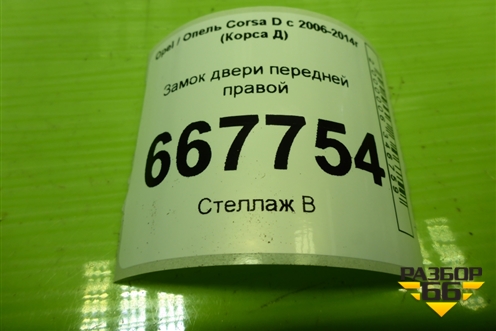 Opel / Опель Corsa D с 2006-2014г
(Корса Д)
Замок двери передней
правой
667754
Стеллаж В
РАЗБОР
66